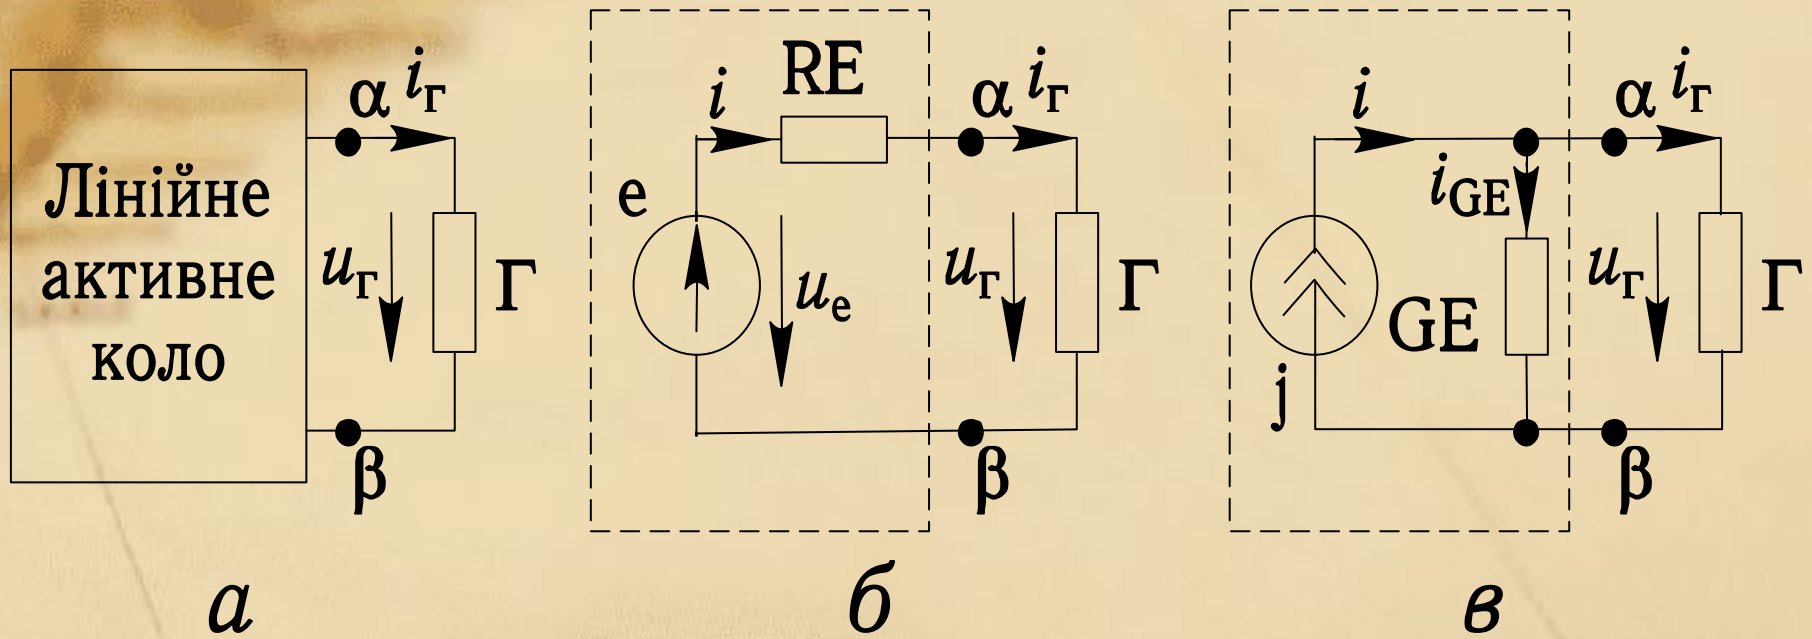 Лінійне
активне
коло
α
iг
uг
Г
β
а
e
i
RE
uе
α
iг
uг
Г
β
б
j
i
iGE
GE
α
iг
uг
Г
β
в